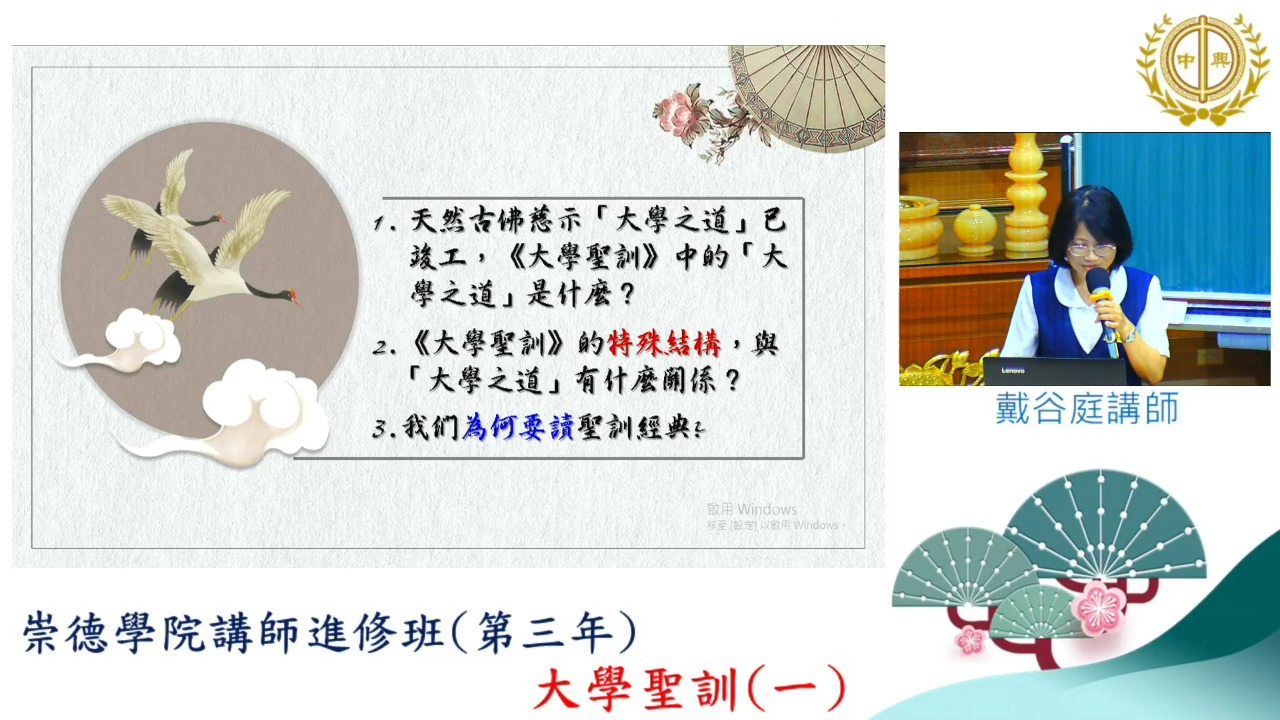 中興
1. 天然古佛慈示「大學之道」已
竣工，《大學聖訓》中的「大
學之道」是什麼？
2.《大學聖訓》的特殊結構，與
「大學之道」有什麼關係？
3.我們為何要讀聖訓經典?
啟用 Windows
移至 [設定] 以啟用 Windows。
Lenovo
戴谷庭講師
崇德學院講師進修班(第三年)
大學聖訓(一)